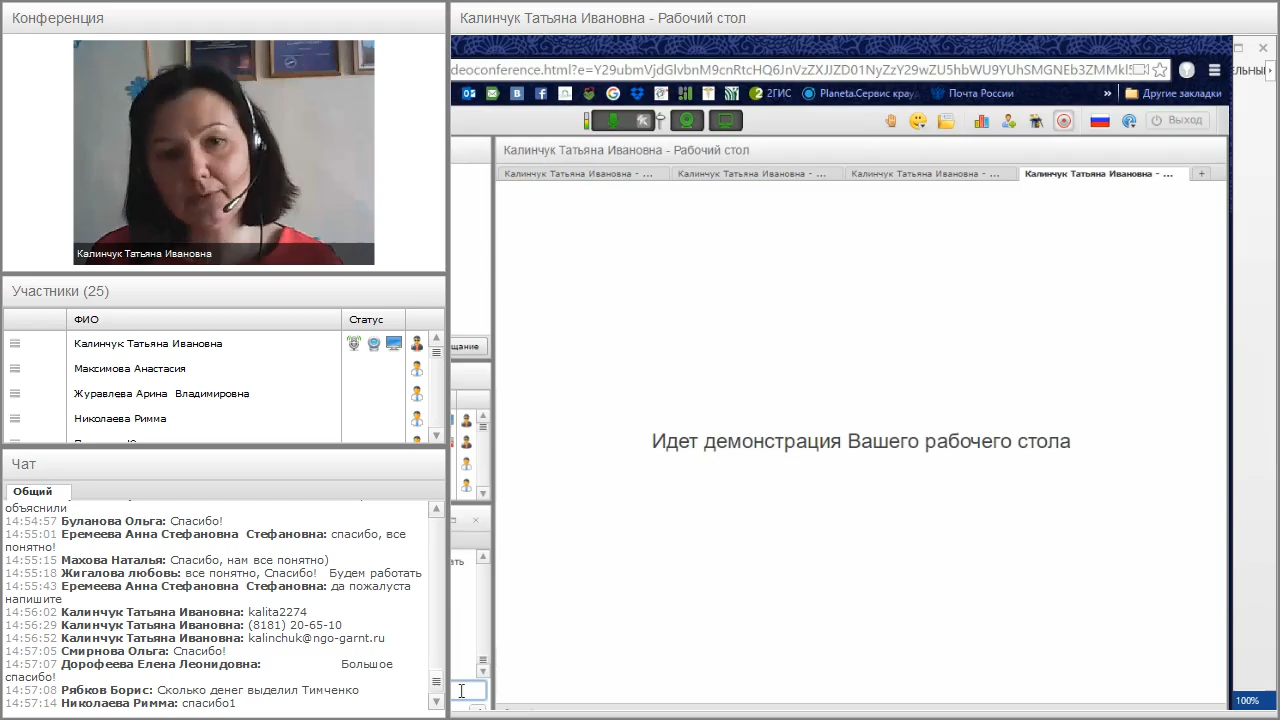 Конференция
Калинчук Татьяна Ивановна
Участники (25)
ФИО
Статус
Калинчук Татьяна Ивановна
Максимова Анастасия
Журавлева Арина Владимировна
Николаева Римма
Чат
Общий
объяснили
14:54:57 Буланова Ольга: Спасибо!
14:55:01 Еремеева Анна Стефановна Стефановна: спасибо, все
понятно!
14:55:15 Махова Наталья: Спасибо, нам все понятно)
14:55:18 Жигалова любовь: все понятно, Спасибо! Будем работать
14:55:43 Еремеева Анна Стефановна Стефановна: да пожалуста
напишите
14:56:02 Калинчук Татьяна Ивановна: kalita2274
14:56:29 Калинчук Татьяна Ивановна: (8181) 20-65-10
14:56:52 Калинчук Татьяна Ивановна: kalinchuk@ngo-garnt.ru
14:57:05 Смирнова Ольга: Спасибо!
14:57:07 Дорофеева Елена Леонидовна: Большое
спасибо!
14:57:08 Рябков Борис: Сколько денег выделил Тимченко
14:57:14 Николаева Римма: спасибо1
Калинчук Татьяна Ивановна - Рабочий стол
ЕЛЬНЫ
2ГИС
Planeta.Сервис крау
Почта России
»
Другие закладки
Выход
Калинчук Татьяна Ивановна - Рабочий стол
Калинчук Татьяна Ивановна - ...
Калинчук Татьяна Ивановна - ...
Калинчук Татьяна Ивановна - ...
Калинчук Татьяна Ивановна - ...
+
щание
Идет демонстрация Вашего рабочего стола
ать
100%